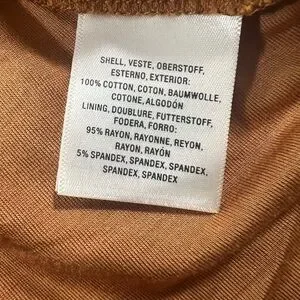 SHELL, VESTE, OBERSTOFF,
ESTERNO, EXTERIOR:
100% COTTON, COTON, BAUMWOLLE,
COTONE, ALGODÓN
LINING, DOUBLURE, FUTTERSTOFF,
FODERA, FORRO:
95% RAYON, RAYONNE, REYON,
RAYON, RAYÓN
5% SPANDEX, SPANDEX, SPANDEX,
SPANDEX, SPANDEX